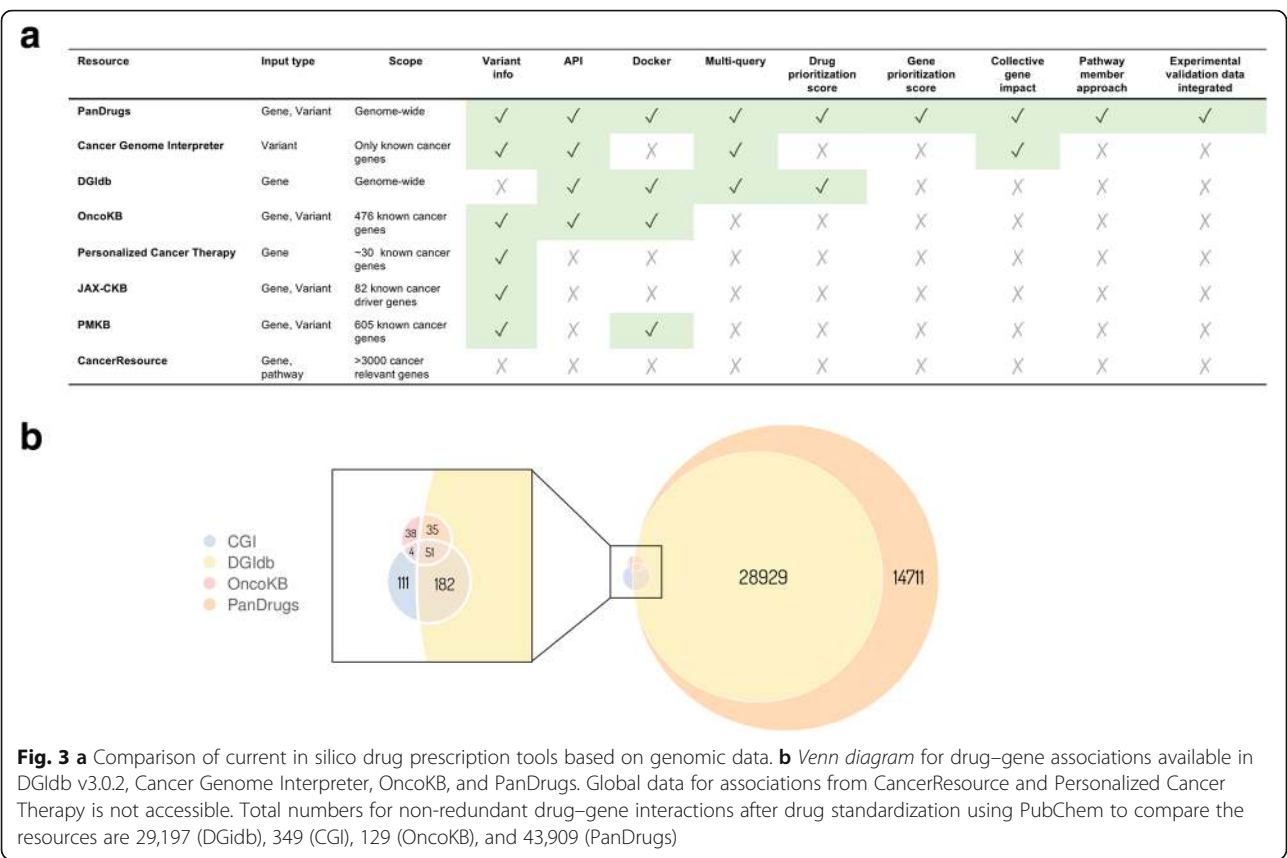 a
Resource Input type Scope Variant info API Docker Multi-query Drug prioritization score Gene prioritization score Collective gene impact Pathway member approach Experimental validation data integrated
PanDrugs Gene, Variant Genome-wide ✓ ✓ ✓ ✓ ✓ ✓ ✓ ✓ ✓
Cancer Genome Interpreter Variant Only known cancer genes ✓ ✓ X ✓ X X ✓ X X
DGIdb Gene Genome-wide X ✓ ✓ ✓ ✓ X X X X
OncoKB Gene, Variant 476 known cancer genes ✓ ✓ ✓ X X X X X X
Personalized Cancer Therapy Gene ~30 known cancer genes ✓ X X X X X X X X
JAX-CKB Gene, Variant 82 known cancer driver genes ✓ X X X X X X X X
PMKB Gene, Variant 605 known cancer genes ✓ X ✓ X X X X X X
CancerResource Gene, pathway >3000 cancer relevant genes X X X X X X X X X
b
CGI
DGIdb
OncoKB
PanDrugs
38 35
4 51
111 182
28929 14711
Fig. 3 a Comparison of current in silico drug prescription tools based on genomic data. b Venn diagram for drug–gene associations available in
DGIdb v3.0.2, Cancer Genome Interpreter, OncoKB, and PanDrugs. Global data for associations from CancerResource and Personalized Cancer
Therapy is not accessible. Total numbers for non-redundant drug–gene interactions after drug standardization using PubChem to compare the
resources are 29,197 (DGidb), 349 (CGI), 129 (OncoKB), and 43,909 (PanDrugs)